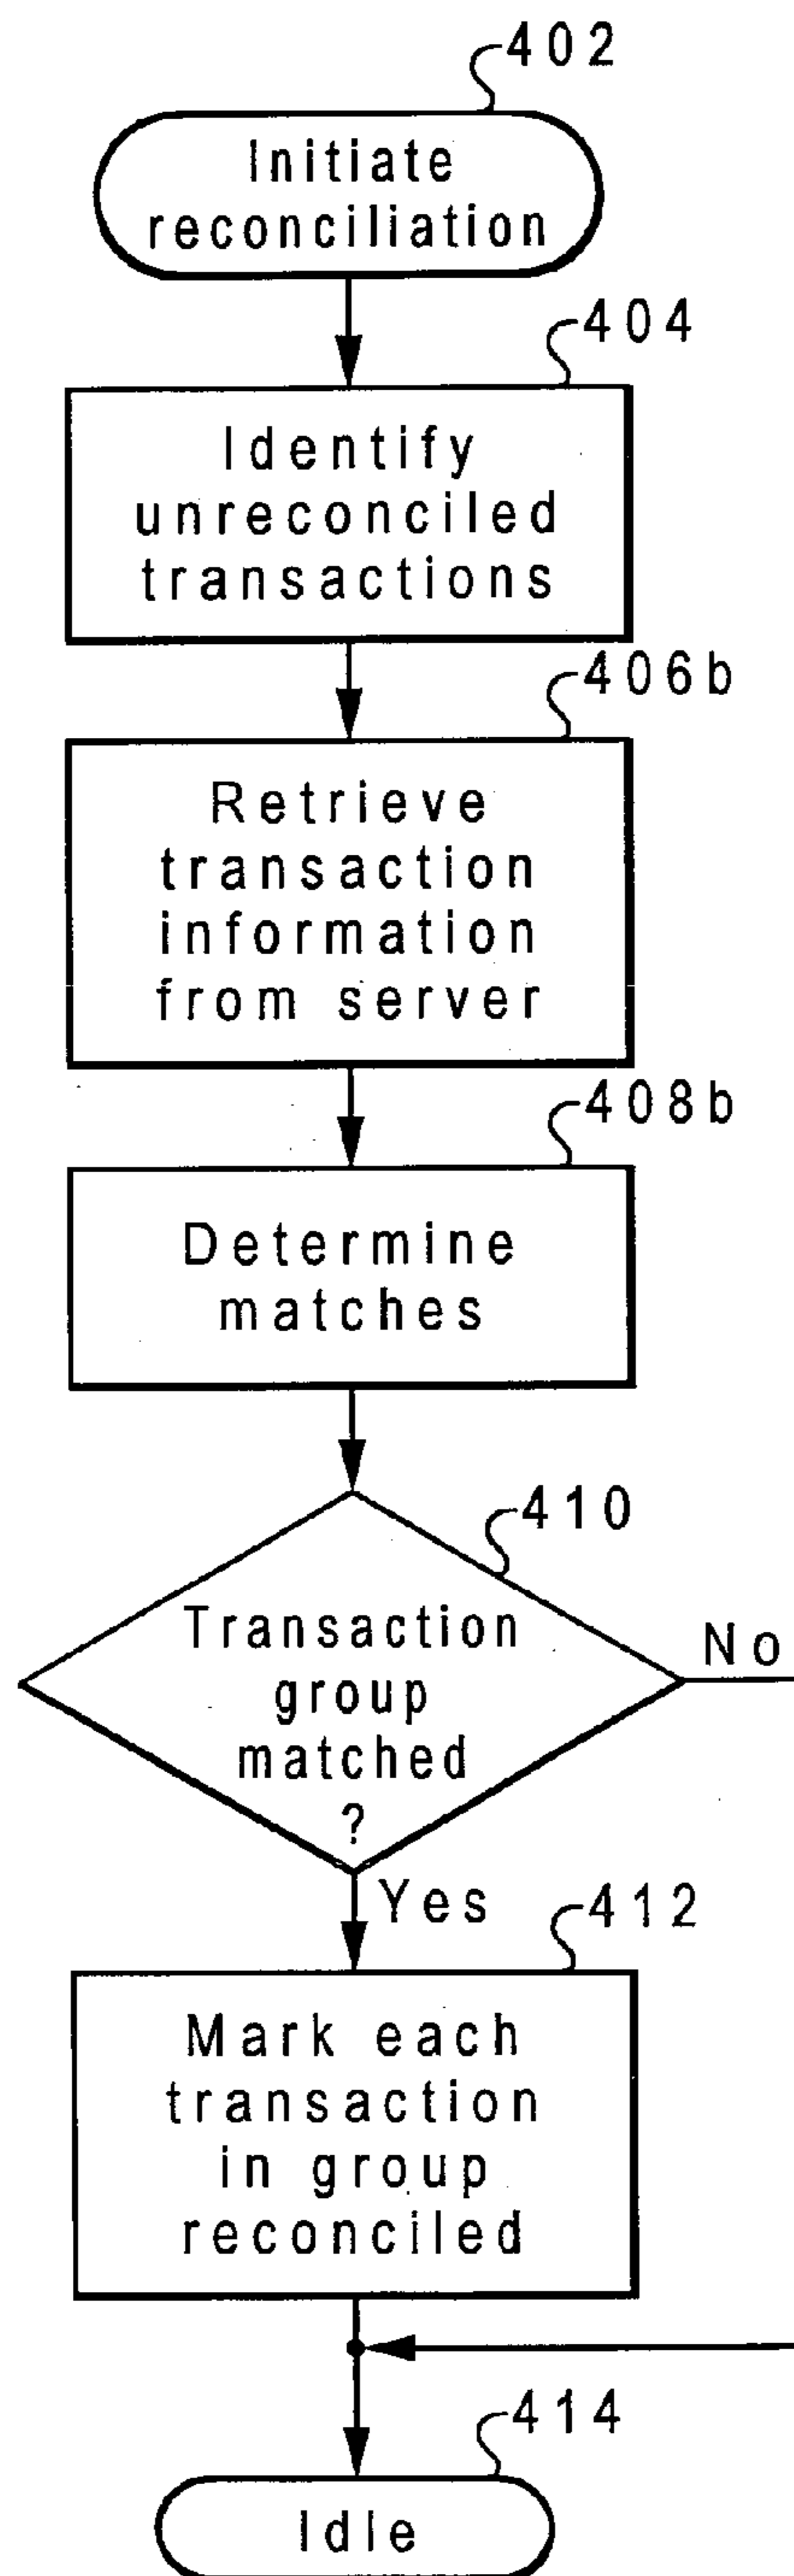 402
Initiate
reconciliation
404
Identify
unreconciled
transactions
406b
Retrieve
transaction
information
from server
408b
Determine
matches
410
Transaction
group
matched
?
No
Yes
412
Mark each
transaction
in group
reconciled
414
Idle